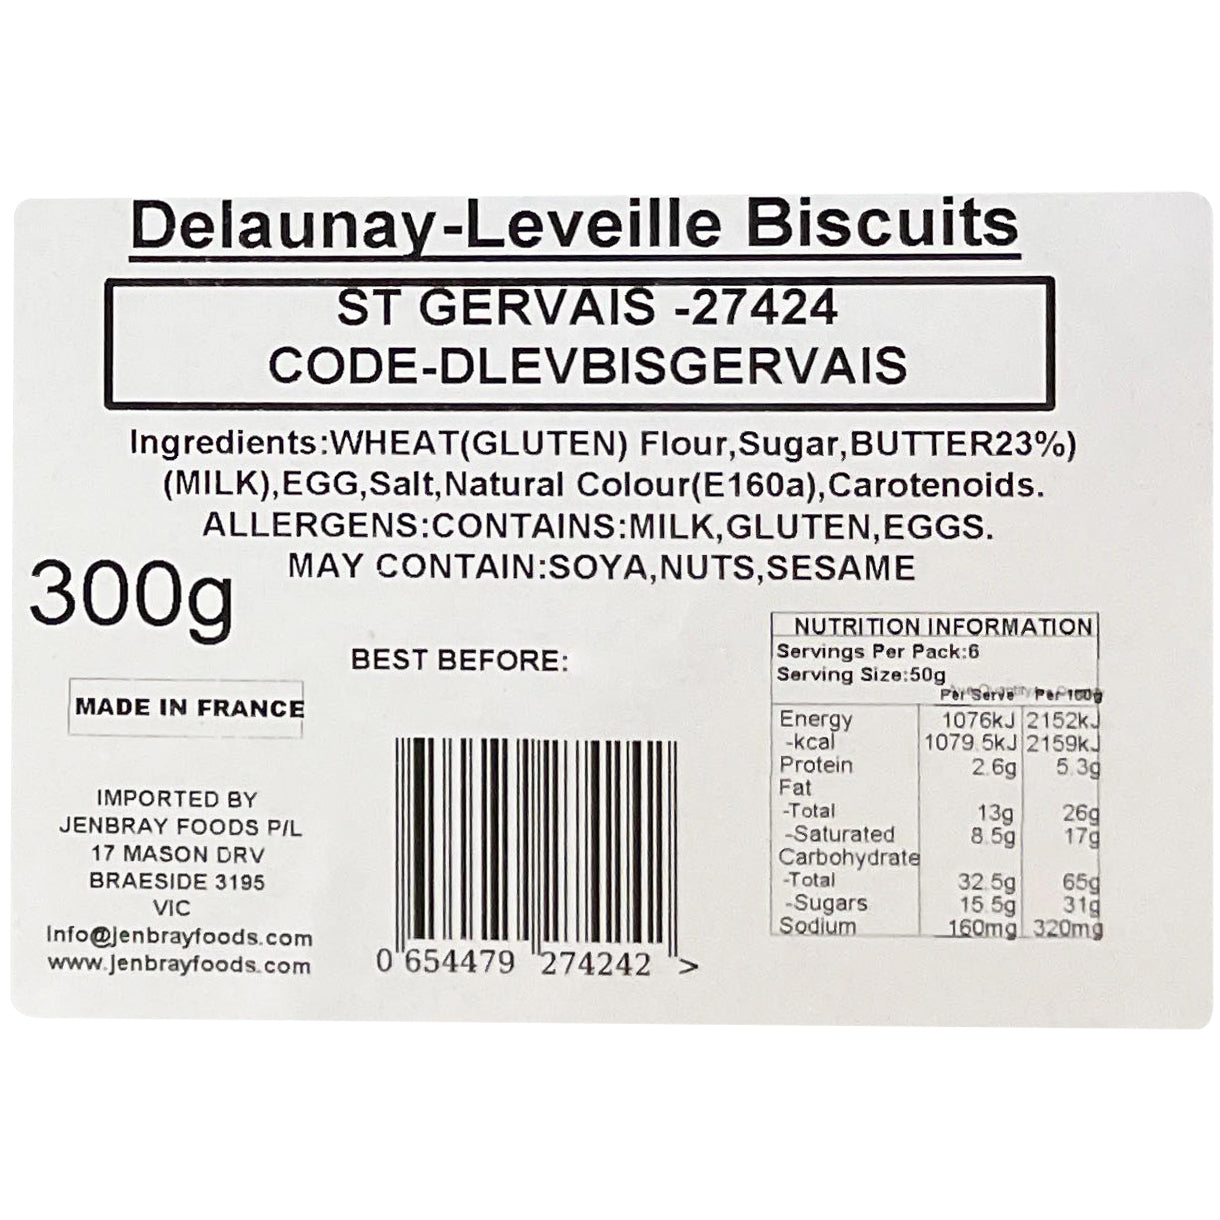 Delaunay-Leveille Biscuits
ST GERVAIS -27424
CODE-DLEVBISGERVAIS
Ingredients:WHEAT(GLUTEN) Flour,Sugar,BUTTER23%)
(MILK),EGG,Salt,Natural Colour(E160a),Carotenoids.
ALLERGENS:CONTAINS:MILK,GLUTEN,EGGS.
MAY CONTAIN:SOYA,NUTS,SESAME
300g
BEST BEFORE:
MADE IN FRANCE
IMPORTED BY
JENBRAY FOODS P/L
17 MASON DRV
BRAESIDE 3195
VIC
Info@jenbrayfoods.com
www.jenbrayfoods.com
0 654479 274242 >
NUTRITION INFORMATION
Servings Per Pack:6
Serving Size:50g
Per Serve Per 100g
Energy 1076kJ 2152kJ
-kcal 1079.5kJ 2159kJ
Protein 2.6g 5.3g
Fat
-Total 13g 26g
-Saturated 8.5g 17g
Carbohydrate
-Total 32.5g 65g
-Sugars 15.5g 31g
Sodium 160mg 320mg